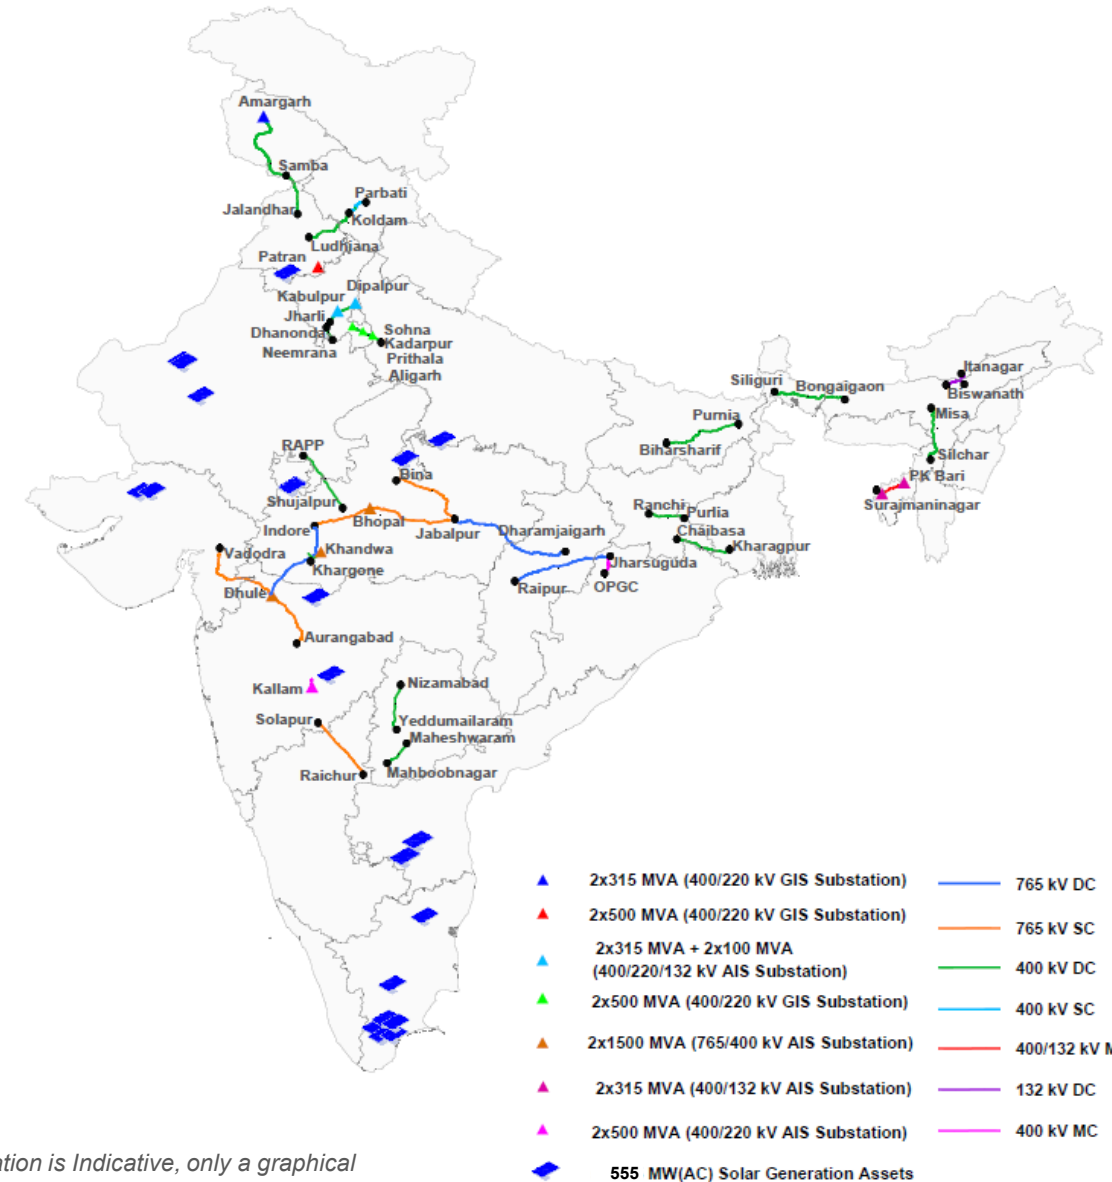 Amargarh
Samba
Jalandhar
Parbati
Koldam
Ludhiana
Patran
Dipalpur
Kabulpur
Jharli
Dhanonda
Neemrana
Sohna
Kadarpur
Prithala
Aligarh
Itanagar
Siliguri
Bongaigaon
Biswanath
Misa
Purnia
Biharsharif
Silchar
RAPP
Bina
PK Bari
Shujalpur
Surajmaninagar
Ranchi
Purlia
Indore
Bhopal
Jabalpur
Dharamjaigarh
Chaibasa
Kharagpur
Vadodra
Khandwa
Khargone
Jharsuguda
Dhule
Raipur
OPGC
Aurangabad
Kallam
Nizamabad
Solapur
Yeddumailaram
Maheshwaram
Raichur
Mahboobnagar
2x315 MVA (400/220 kV GIS Substation)
765 kV DC
2x500 MVA (400/220 kV GIS Substation)
765 kV SC
2x315 MVA + 2x100 MVA
(400/220/132 kV AIS Substation)
400 kV DC
2x500 MVA (400/220 kV GIS Substation)
400 kV SC
2x1500 MVA (765/400 kV AIS Substation)
400/132 kV M
2x315 MVA (400/132 kV AIS Substation)
132 kV DC
2x500 MVA (400/220 kV AIS Substation)
400 kV MC
ation is Indicative, only a graphical
555 MW(AC) Solar Generation Assets